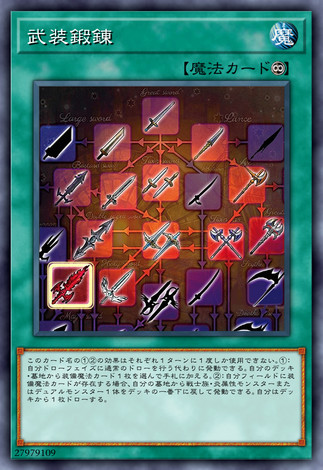 武装鍛錬
魔
【魔法カード∞】
Great sword
Large sword
Lance
このカード名の①②の効果はそれぞれ１ターンに１度しか使用できない。①：
自分ドローフェイズに通常のドローを行う代わりに発動できる。自分のデッキ
・墓地から装備魔法カード１枚を選んで手札に加える。②：自分フィールドに装
備魔法カードが存在する場合、自分の墓地から戦士族・炎属性モンスターまた
はデュアルモンスター１体をデッキの一番下に戻して発動できる。自分はデッ
キから１枚ドローする。
27979109